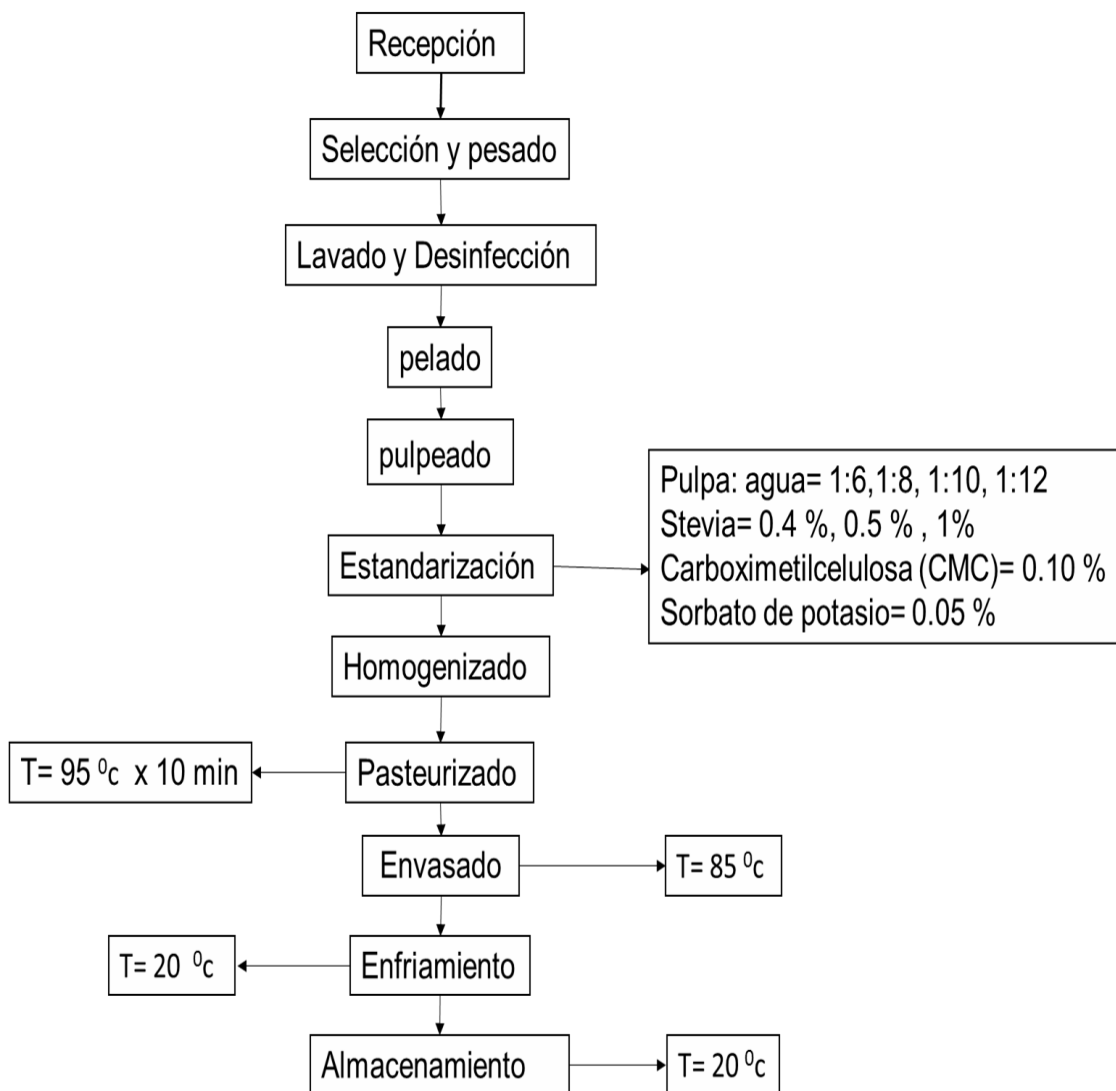 Recepción
Selección y pesado
Lavado y Desinfección
pelado
pulpeado
Estandarización
Pulpa: agua= 1:6,1:8, 1:10, 1:12
Stevia= 0.4 %, 0.5 % , 1%
Carboximetilcelulosa (CMC)= 0.10 %
Sorbato de potasio= 0.05 %
Homogenizado
Pasteurizado
T= 95 ⁰c x 10 min
Envasado
T= 85 ⁰c
Enfriamiento
T= 20 ⁰c
Almacenamiento
T= 20 ⁰c